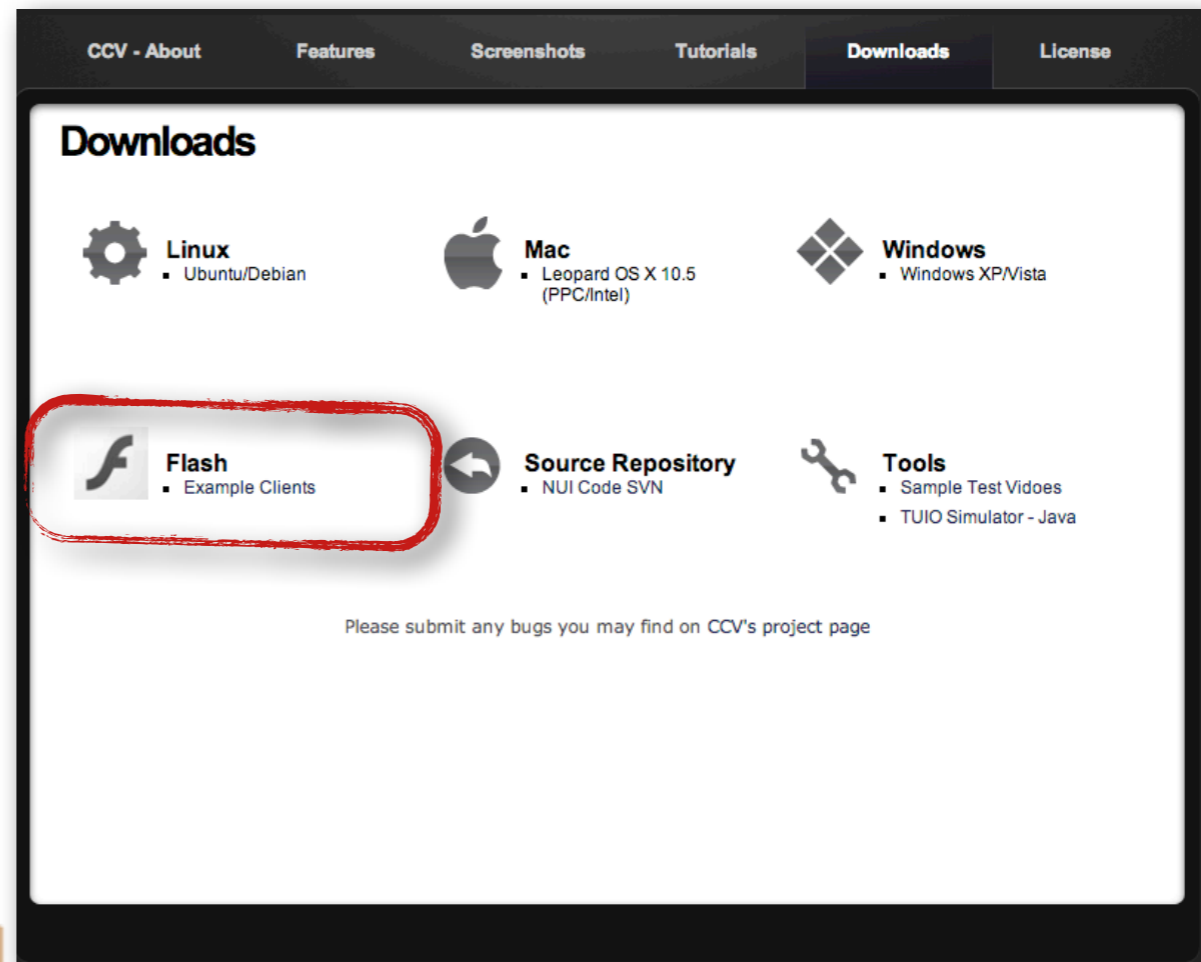 CCV - About Features Screenshots Tutorials Downloads License
Downloads
Linux
Ubuntu/Debian
Mac
Leopard OS X 10.5
(PPC/Intel)
Windows
Windows XP/Vista
Flash
Example Clients
Source Repository
NUI Code SVN
Tools
Sample Test Vidoes
TUIO Simulator - Java
Please submit any bugs you may find on CCV's project page